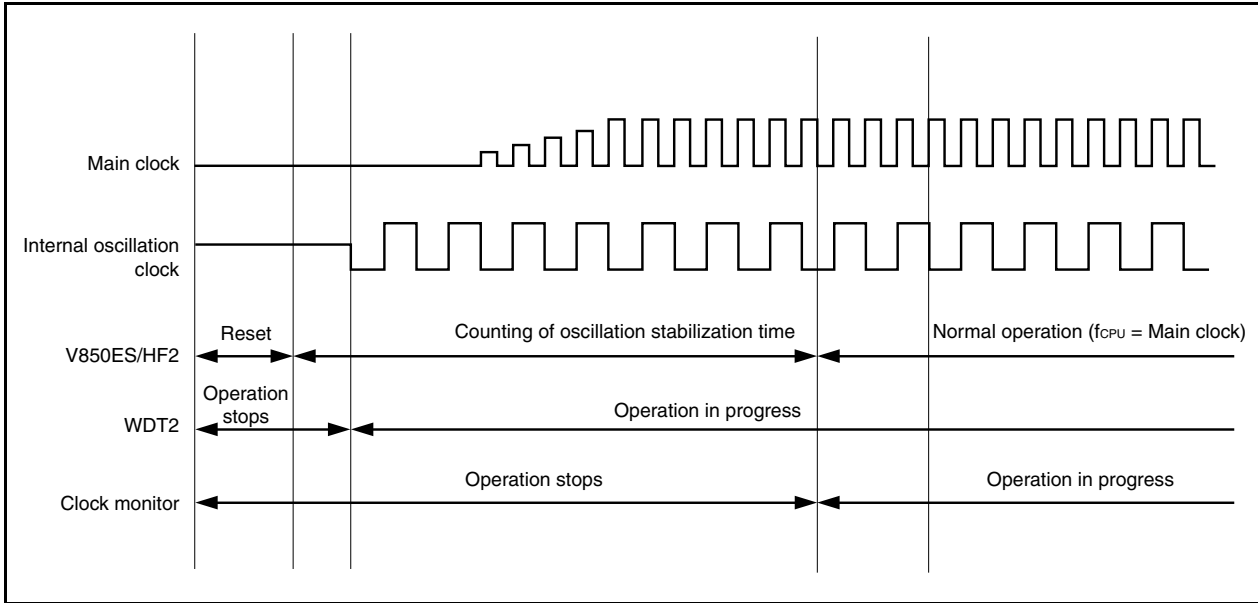 Main clock
Internal oscillation
clock
Reset
Counting of oscillation stabilization time
Normal operation (fCPU = Main clock)
V850ES/HF2
Operation
stops
Operation in progress
WDT2
Operation stops
Operation in progress
Clock monitor